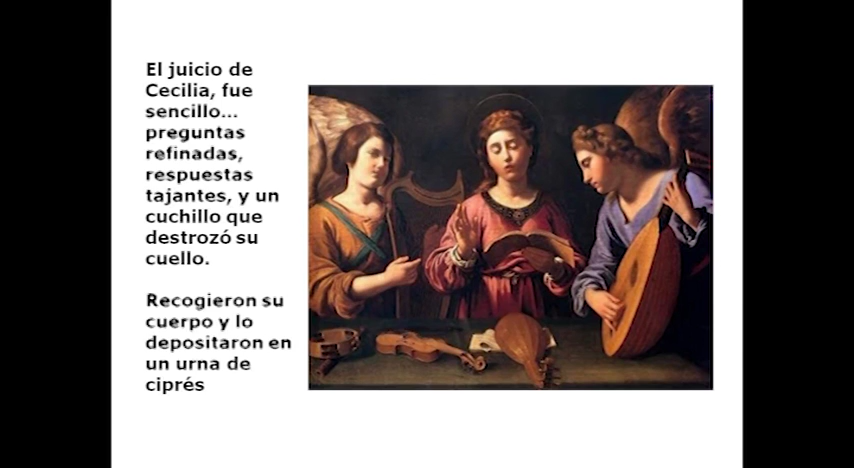 El juicio de
Cecilia, fue
sencillo...
preguntas
refinadas,
respuestas
tajantes, y un
cuchillo que
destrozó su
cuello.
Recogieron su
cuerpo y lo
depositaron en
un urna de
ciprés